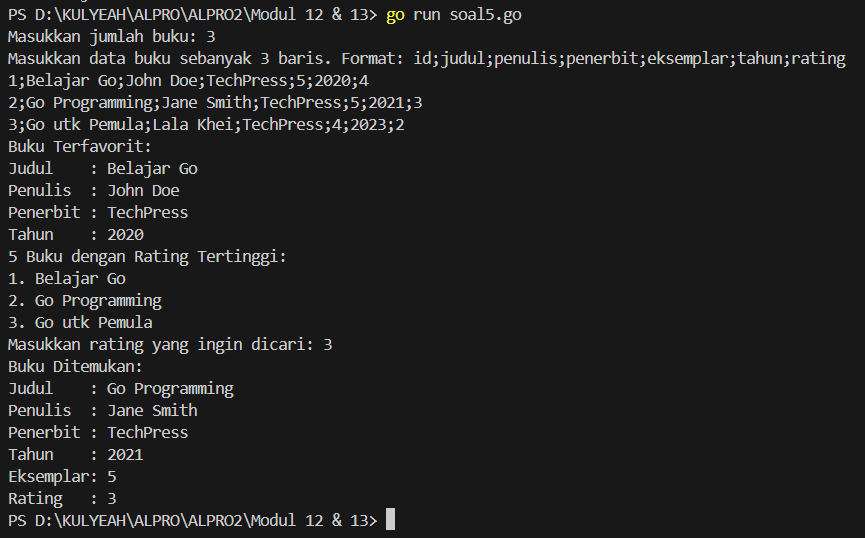 PS D:\KULYEAH\ALPRO\ALPRO2\Modul 12 & 13> go run soal5.go
Masukkan jumlah buku: 3
Masukkan data buku sebanyak 3 baris. Format: id;judul;penulis;penerbit;eksemplar;tahun;rating
1;Belajar Go;John Doe;TechPress;5;2020;4
2;Go Programming;Jane Smith;TechPress;5;2021;3
3;Go utk Pemula;Lala Khei;TechPress;4;2023;2
Buku Terfavorit:
Judul    : Belajar Go
Penulis  : John Doe
Penerbit : TechPress
Tahun    : 2020
5 Buku dengan Rating Tertinggi:
1. Belajar Go
2. Go Programming
3. Go utk Pemula
Masukkan rating yang ingin dicari: 3
Buku Ditemukan:
Judul    : Go Programming
Penulis  : Jane Smith
Penerbit : TechPress
Tahun    : 2021
Eksemplar: 5
Rating   : 3
PS D:\KULYEAH\ALPRO\ALPRO2\Modul 12 & 13>